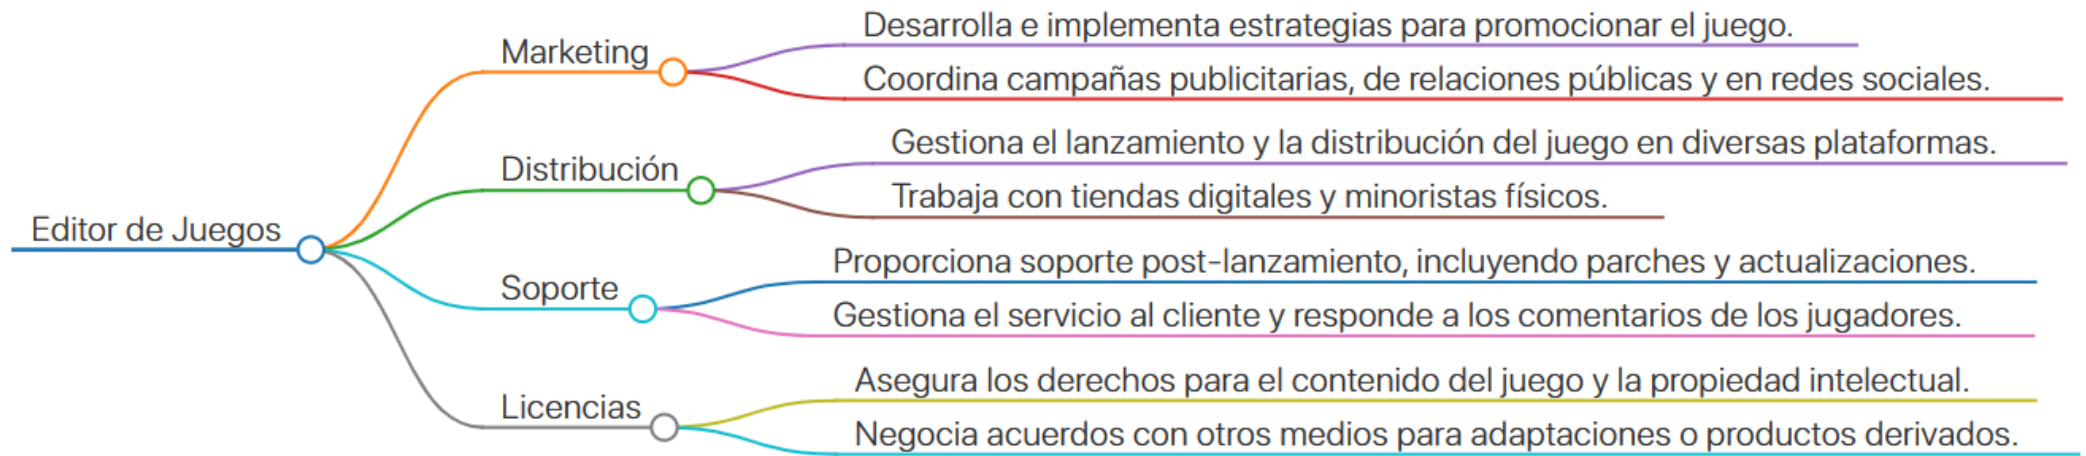 Editor de Juegos
Marketing
Desarrolla e implementa estrategias para promocionar el juego.
Coordina campañas publicitarias, de relaciones públicas y en redes sociales.
Distribución
Gestiona el lanzamiento y la distribución del juego en diversas plataformas.
Trabaja con tiendas digitales y minoristas físicos.
Soporte
Proporciona soporte post-lanzamiento, incluyendo parches y actualizaciones.
Gestiona el servicio al cliente y responde a los comentarios de los jugadores.
Licencias
Asegura los derechos para el contenido del juego y la propiedad intelectual.
Negocia acuerdos con otros medios para adaptaciones o productos derivados.